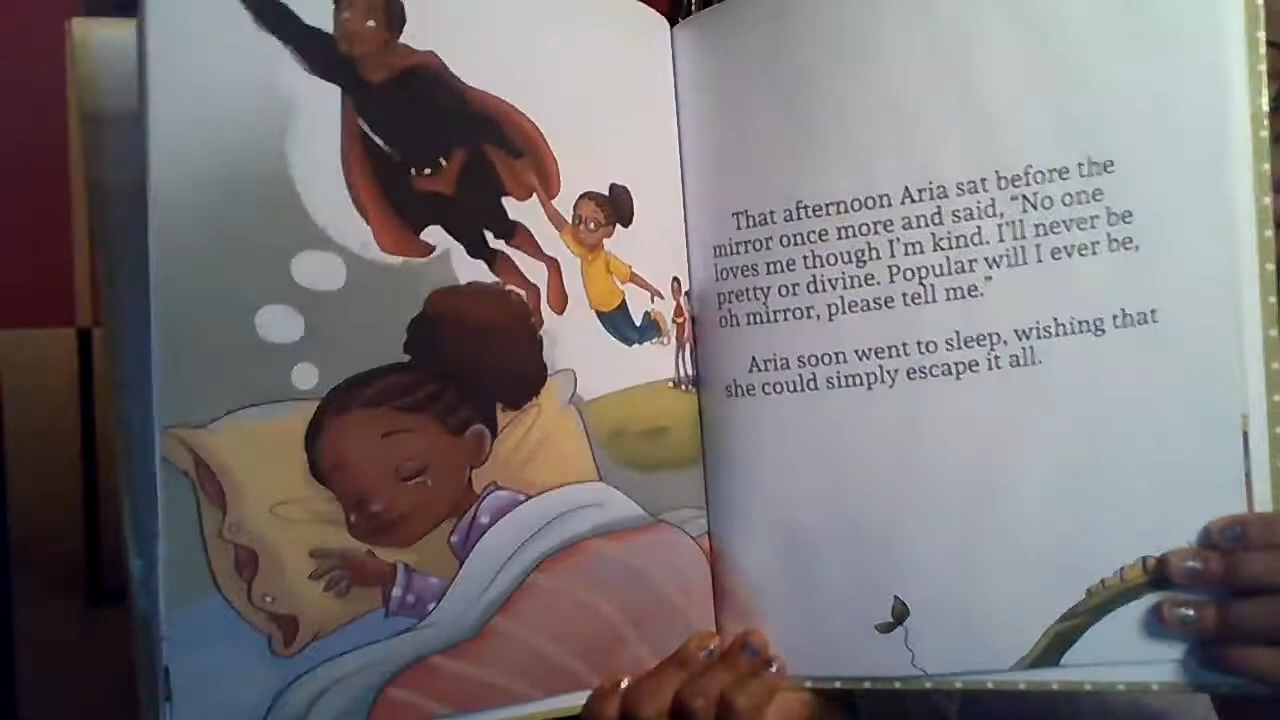 That afternoon Aria sat before the
mirror once more and said, “No one
loves me though I’m kind. I’ll never be
pretty or divine. Popular will I ever be,
oh mirror, please tell me.”
Aria soon went to sleep, wishing that
she could simply escape it all.